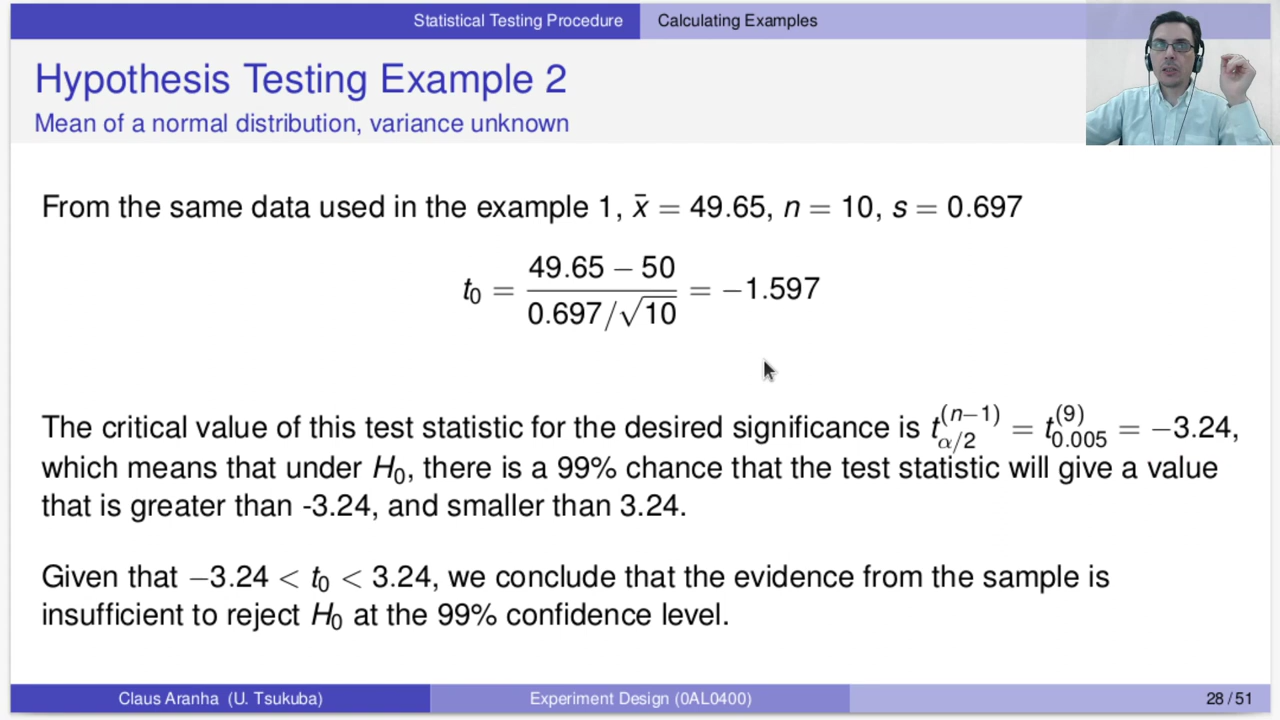 Statistical Testing Procedure Calculating Examples
Hypothesis Testing Example 2
Mean of a normal distribution, variance unknown
From the same data used in the example 1, x̄ = 49.65, n = 10, s = 0.697
t₀ = (49.65 − 50) / (0.697/√10) = −1.597
The critical value of this test statistic for the desired significance is t_{α/2}^{(n−1)} = t_{0.005}^{(9)} = −3.24,
which means that under H₀, there is a 99% chance that the test statistic will give a value
that is greater than -3.24, and smaller than 3.24.
Given that −3.24 < t₀ < 3.24, we conclude that the evidence from the sample is
insufficient to reject H₀ at the 99% confidence level.
Claus Aranha (U. Tsukuba) Experiment Design (0AL0400) 28 / 51